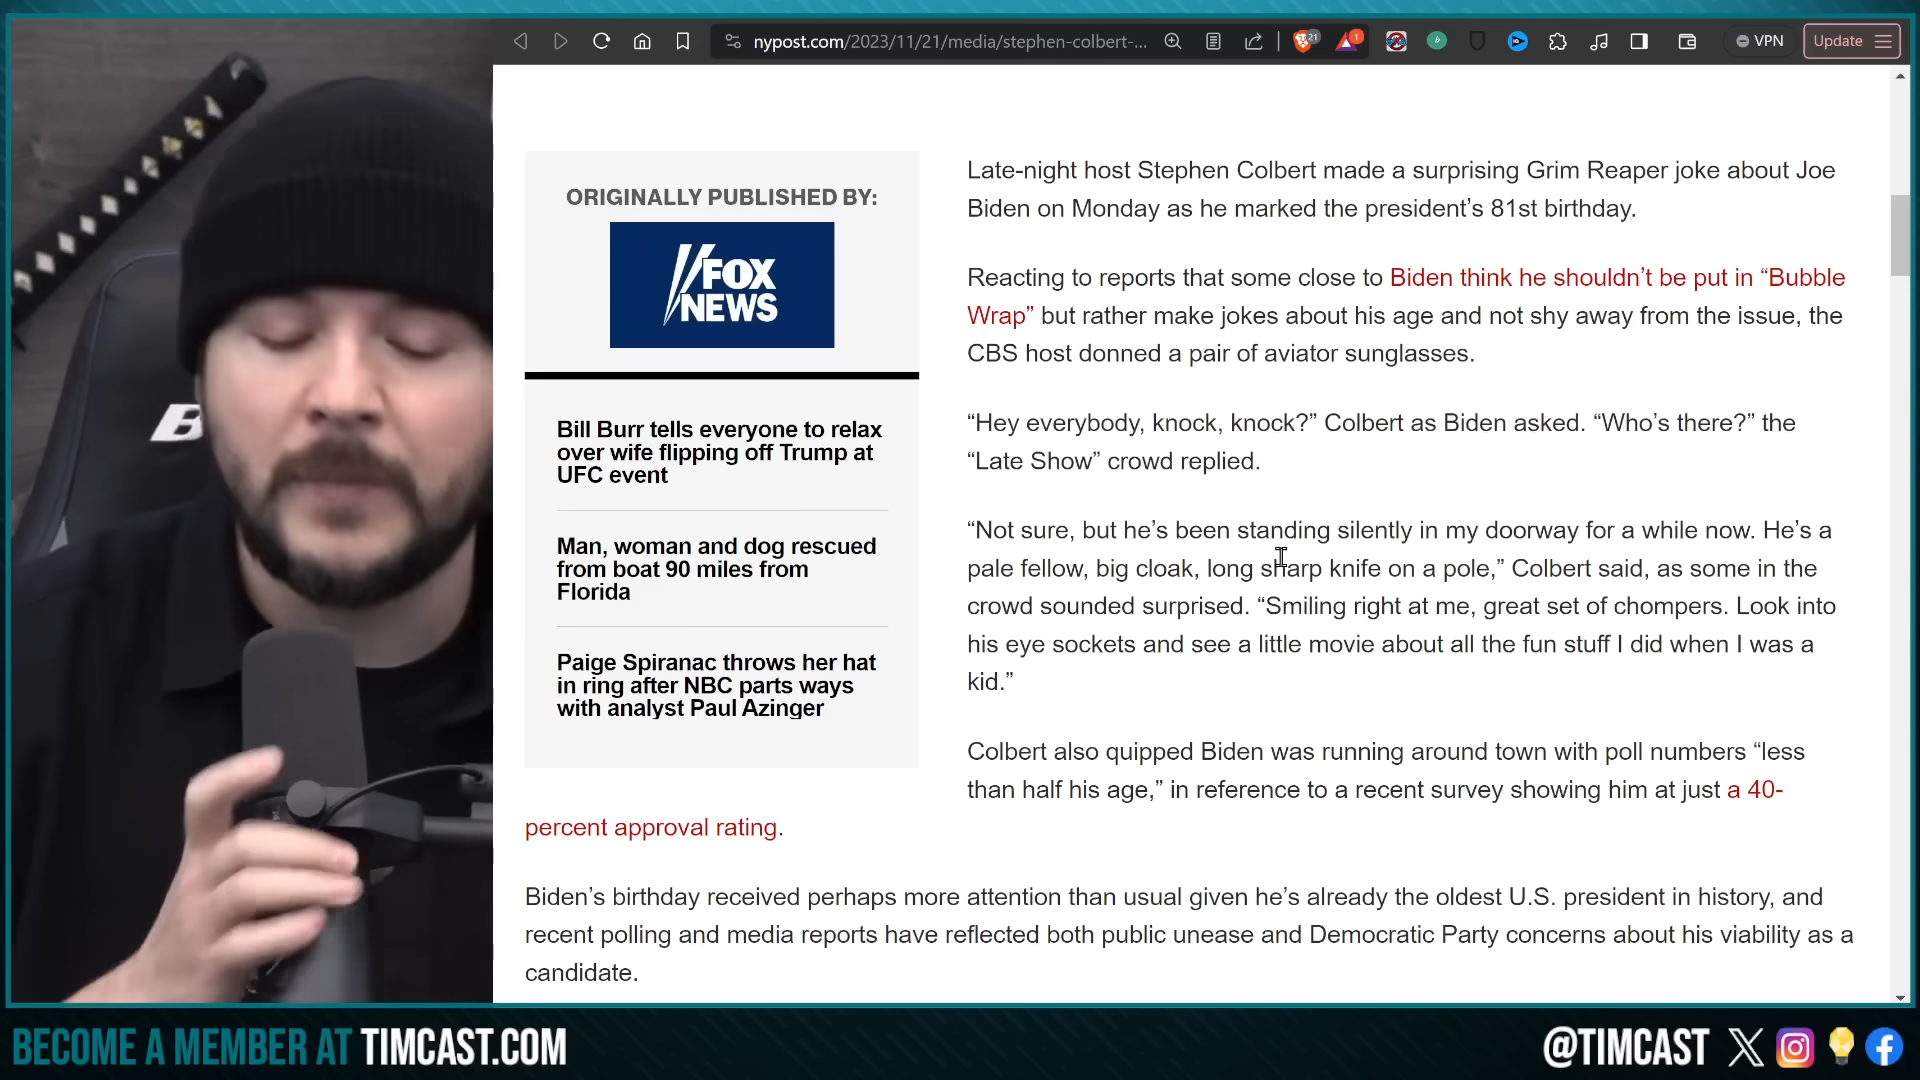 nypost.com/2023/11/21/media/stephen-colbert-...
21
1
VPN
Update
ORIGINALLY PUBLISHED BY:
FOX
NEWS
Bill Burr tells everyone to relax
over wife flipping off Trump at
UFC event
Man, woman and dog rescued
from boat 90 miles from
Florida
Paige Spiranac throws her hat
in ring after NBC parts ways
with analyst Paul Azinger
Late-night host Stephen Colbert made a surprising Grim Reaper joke about Joe
Biden on Monday as he marked the president’s 81st birthday.
Reacting to reports that some close to Biden think he shouldn’t be put in “Bubble
Wrap” but rather make jokes about his age and not shy away from the issue, the
CBS host donned a pair of aviator sunglasses.
“Hey everybody, knock, knock?” Colbert as Biden asked. “Who’s there?” the
“Late Show” crowd replied.
“Not sure, but he’s been standing silently in my doorway for a while now. He’s a
pale fellow, big cloak, long sharp knife on a pole,” Colbert said, as some in the
crowd sounded surprised. “Smiling right at me, great set of chompers. Look into
his eye sockets and see a little movie about all the fun stuff I did when I was a
kid.”
Colbert also quipped Biden was running around town with poll numbers “less
than half his age,” in reference to a recent survey showing him at just a 40-
percent approval rating.
Biden’s birthday received perhaps more attention than usual given he’s already the oldest U.S. president in history, and
recent polling and media reports have reflected both public unease and Democratic Party concerns about his viability as a
candidate.
BECOME A MEMBER AT TIMCAST.COM
@TIMCAST